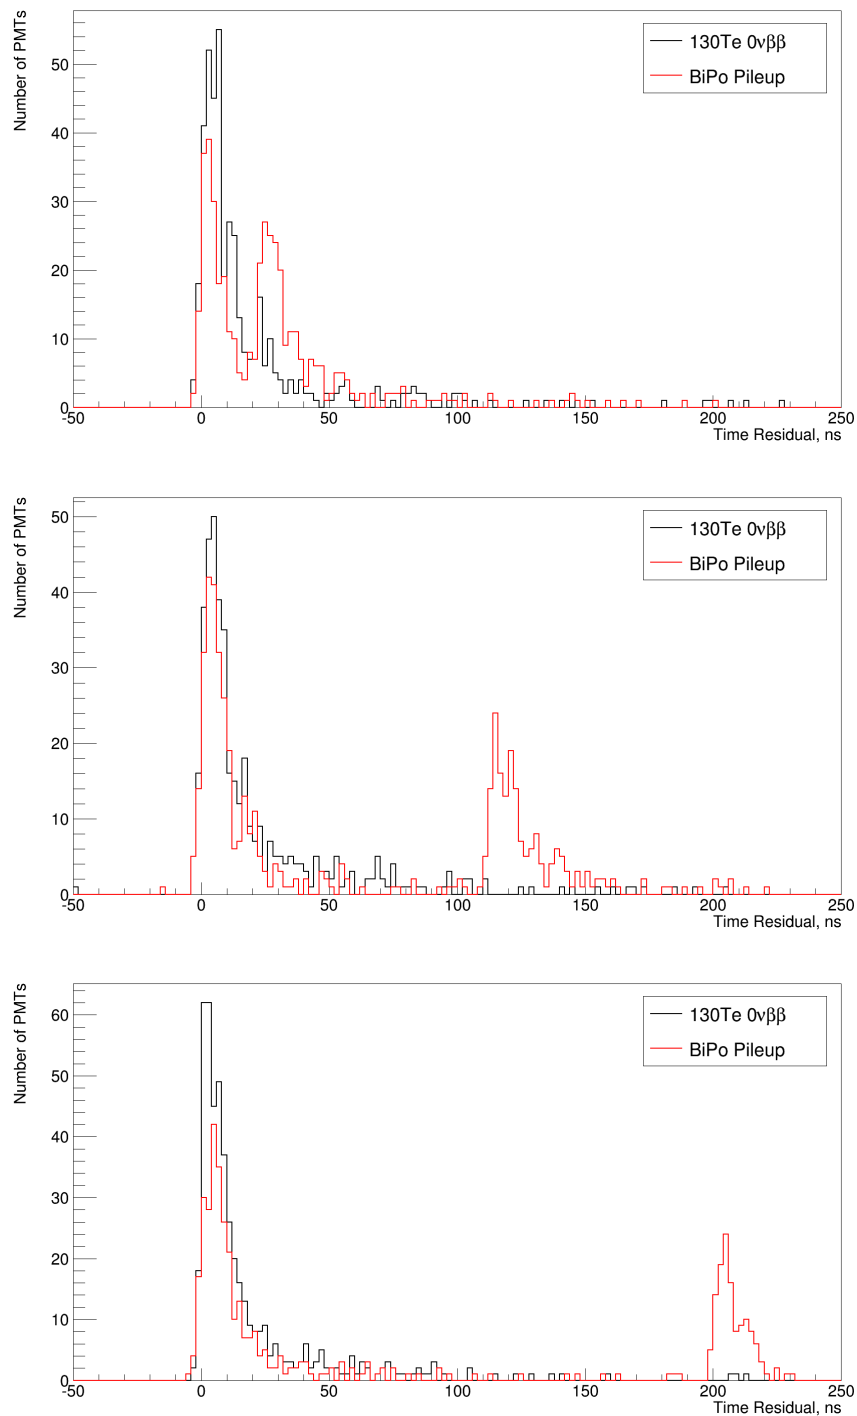 Number of PMTs
130Te 0νββ
BiPo Pileup
50
40
30
20
10
0
-50 0 50 100 150 200 250
Time Residual, ns
Number of PMTs
130Te 0νββ
BiPo Pileup
50
40
30
20
10
0
-50 0 50 100 150 200 250
Time Residual, ns
Number of PMTs
130Te 0νββ
BiPo Pileup
60
50
40
30
20
10
0
-50 0 50 100 150 200 250
Time Residual, ns